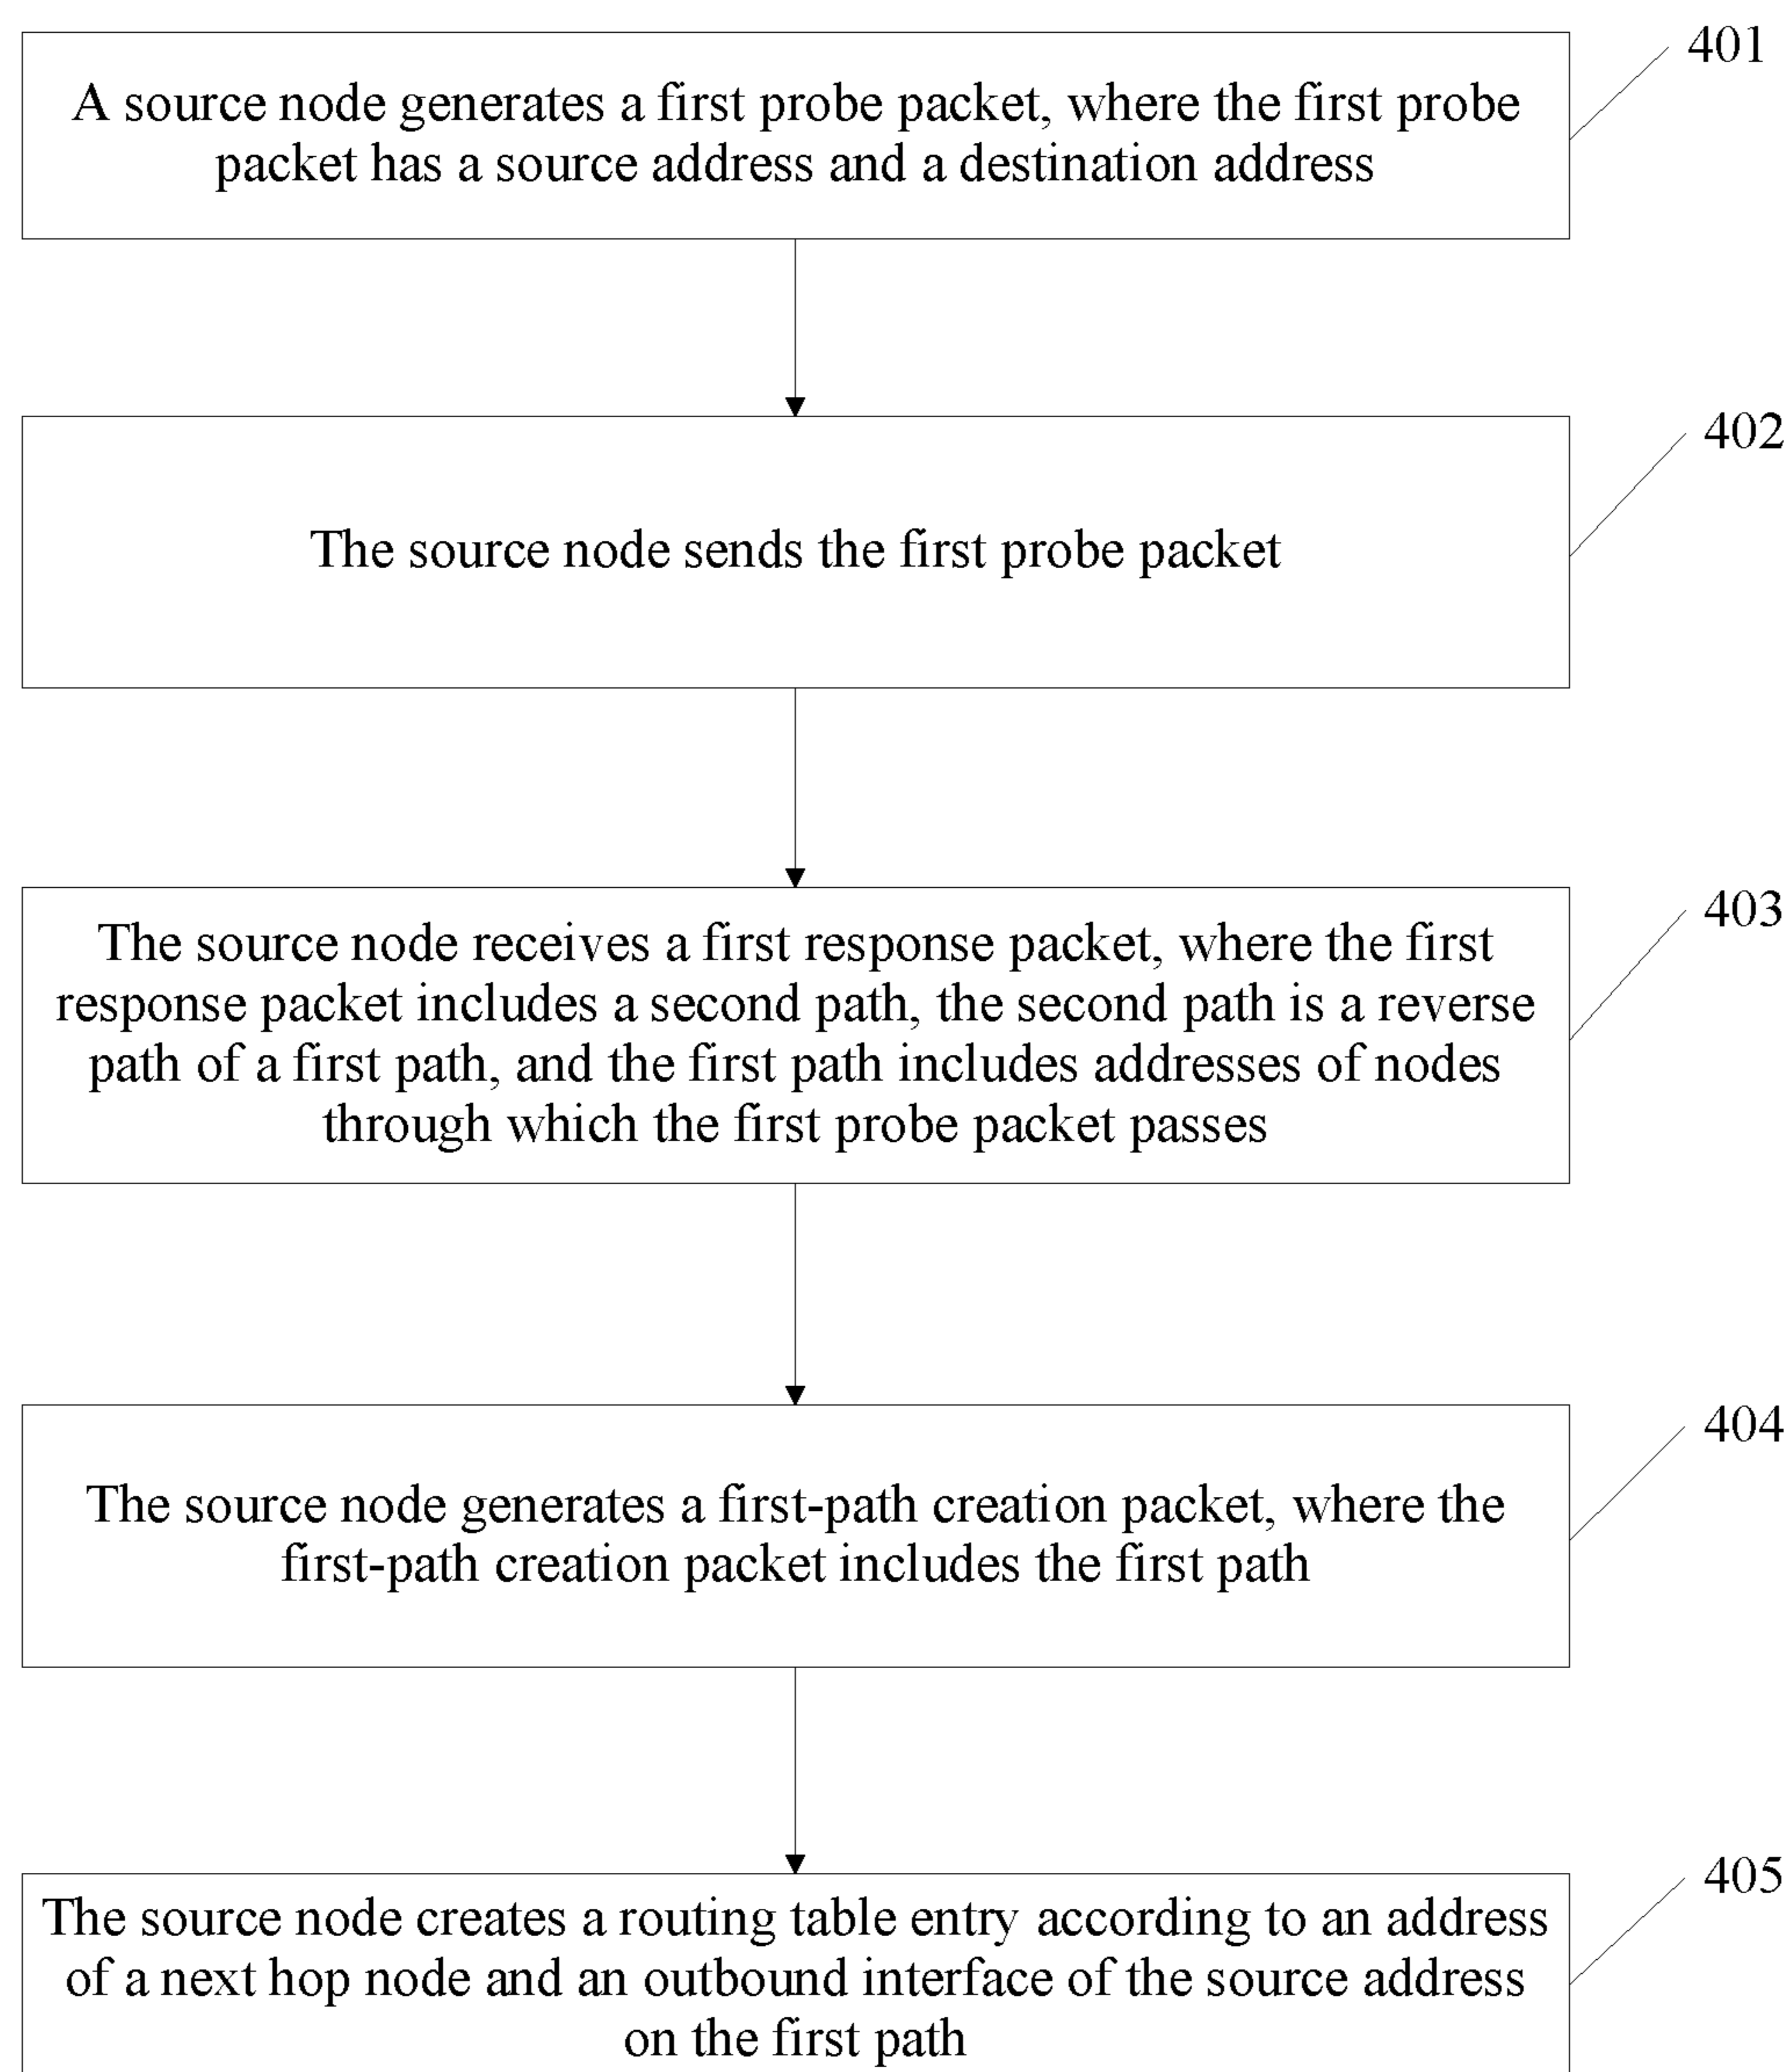 401
A source node generates a first probe packet, where the first probe
packet has a source address and a destination address
402
The source node sends the first probe packet
403
The source node receives a first response packet, where the first
response packet includes a second path, the second path is a reverse
path of a first path, and the first path includes addresses of nodes
through which the first probe packet passes
404
The source node generates a first-path creation packet, where the
first-path creation packet includes the first path
405
The source node creates a routing table entry according to an address
of a next hop node and an outbound interface of the source address
on the first path